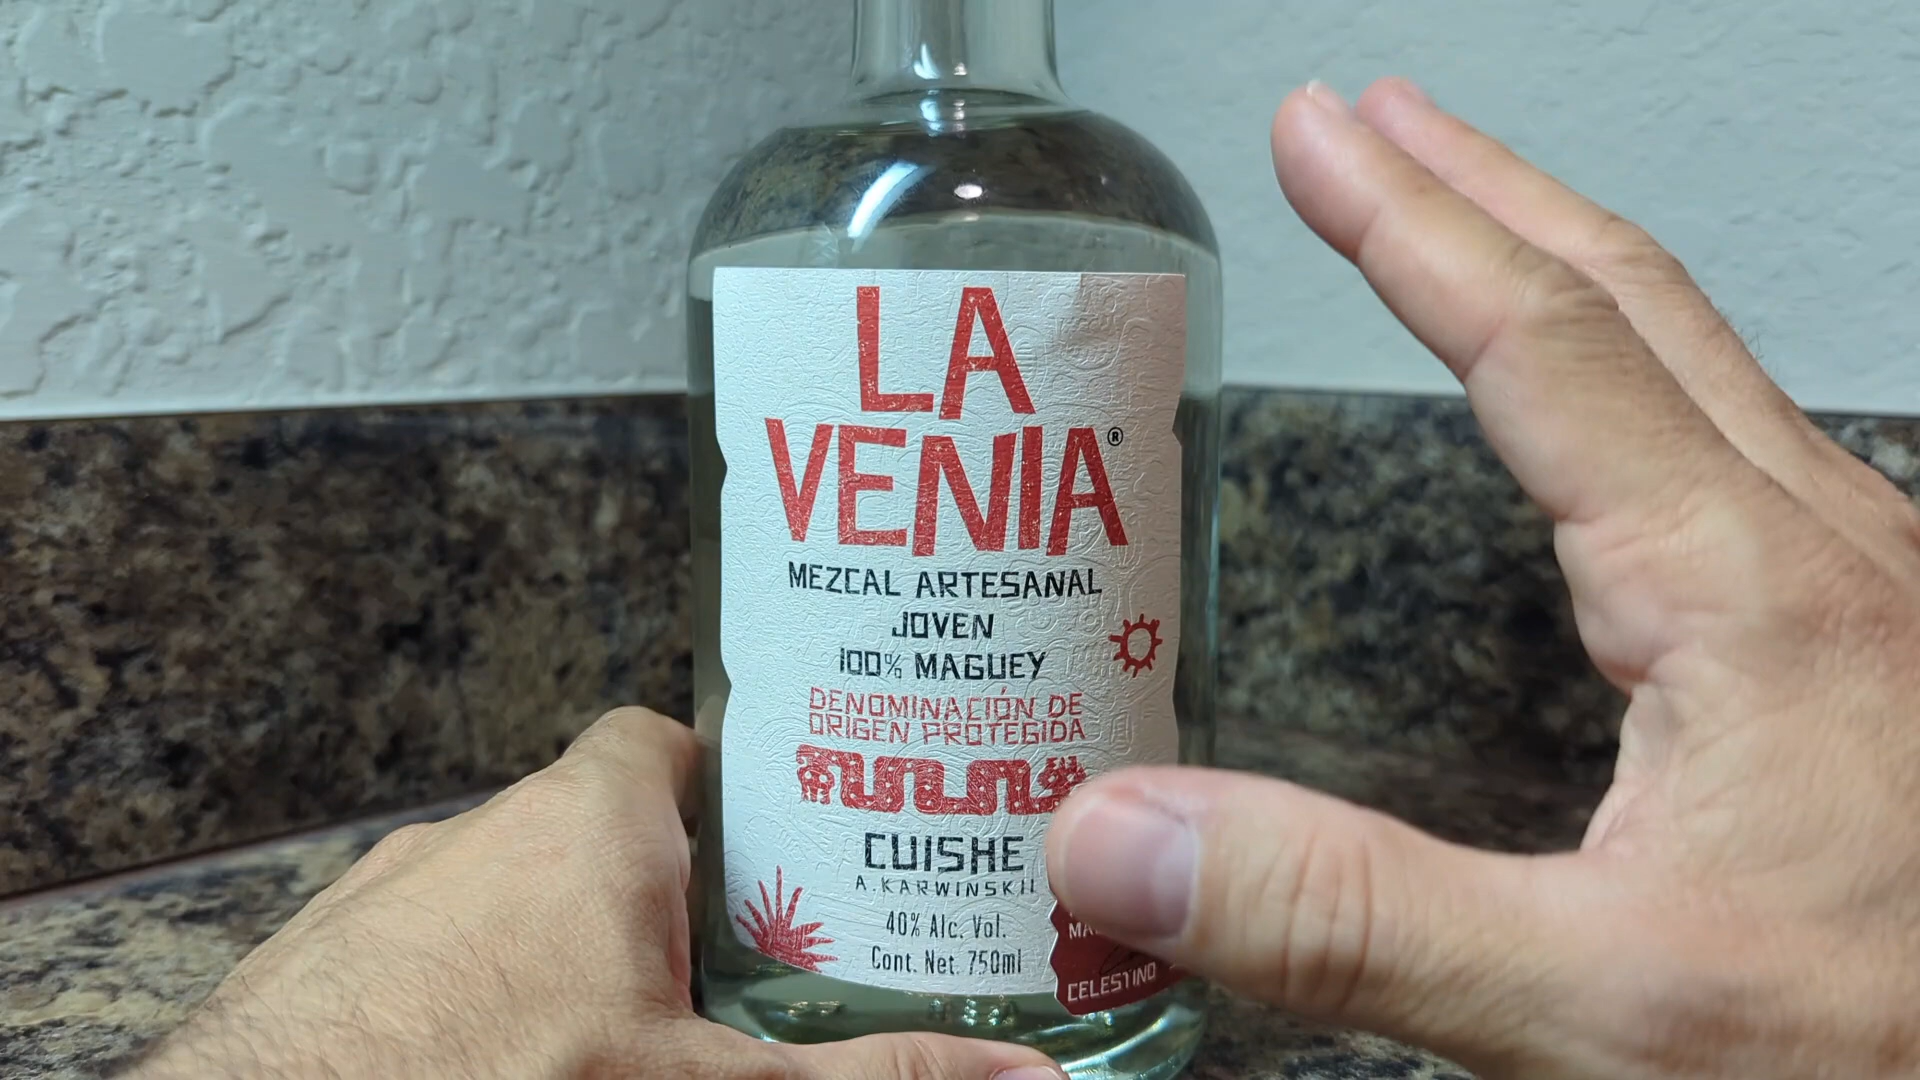 LA
VENIA®
MEZCAL ARTESANAL
JOVEN
100% MAGUEY
DENOMINACIÓN DE
ORIGEN PROTEGIDA
CUISHE
A. KARWINSKII
40% Alc. Vol.
Cont. Net. 750ml
CELESTINO